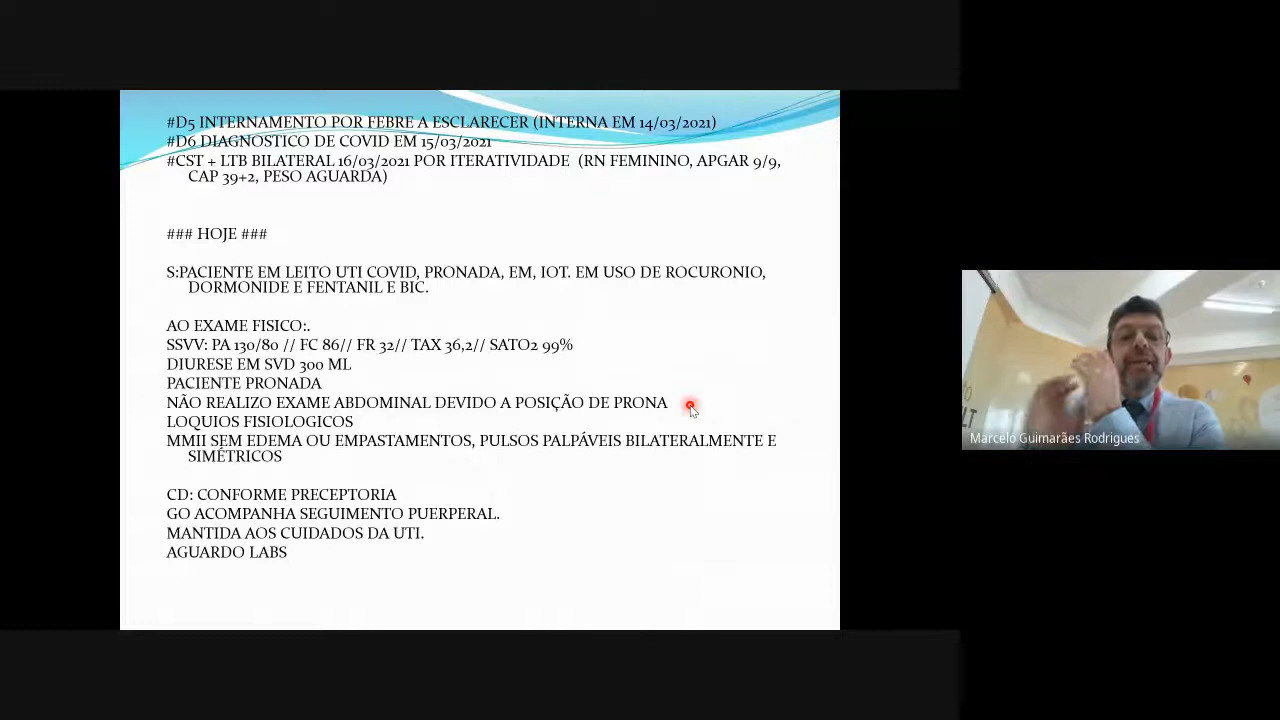 #D5 INTERNAMENTO POR FEBRE A ESCLARECER (INTERNA EM 14/03/2021)
#D6 DIAGNOSTICO DE COVID EM 15/03/2021
#CST + LTB BILATERAL 16/03/2021 POR ITERATIVIDADE (RN FEMININO, APGAR 9/9,
CAP 39+2, PESO AGUARDA)
### HOJE ###
S:PACIENTE EM LEITO UTI COVID, PRONADA, EM, IOT. EM USO DE ROCURONIO,
DORMONIDE E FENTANIL E BIC.
AO EXAME FISICO:.
SSVV: PA 130/80 // FC 86// FR 32// TAX 36,2// SATO2 99%
DIURESE EM SVD 300 ML
PACIENTE PRONADA
NÃO REALIZO EXAME ABDOMINAL DEVIDO A POSIÇÃO DE PRONA
LOQUIOS FISIOLOGICOS
MMII SEM EDEMA OU EMPASTAMENTOS, PULSOS PALPÁVEIS BILATERALMENTE E
SIMÉTRICOS
CD: CONFORME PRECEPTORIA
GO ACOMPANHA SEGUIMENTO PUERPERAL.
MANTIDA AOS CUIDADOS DA UTI.
AGUARDO LABS
Marcelo Guimarães Rodrigues